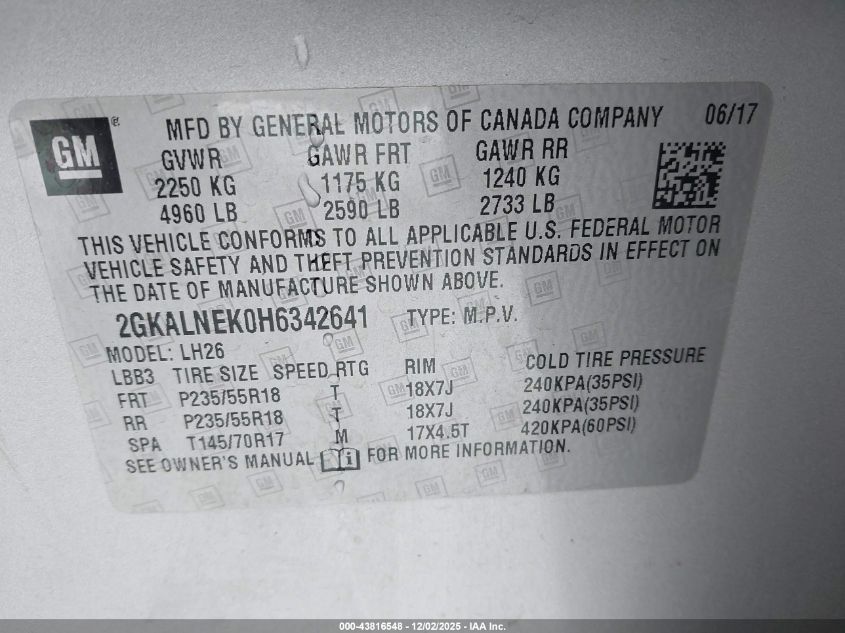 GM ® MFD BY GENERAL MOTORS OF CANADA COMPANY 06/17
GVWR GAWR FRT GAWR RR
2250 KG 1175 KG 1240 KG
4960 LB 2590 LB 2733 LB
THIS VEHICLE CONFORMS TO ALL APPLICABLE U.S. FEDERAL MOTOR
VEHICLE SAFETY AND THEFT PREVENTION STANDARDS IN EFFECT ON
THE DATE OF MANUFACTURE SHOWN ABOVE.
2GKALNEK0H6342641 TYPE: M.P.V.
MODEL: LH26
LBB3 TIRE SIZE SPEED RTG RIM COLD TIRE PRESSURE
FRT P235/55R18 T 18X7J 240KPA(35PSI)
RR P235/55R18 T 18X7J 240KPA(35PSI)
SPA T145/70R17 M 17X4.5T 420KPA(60PSI)
SEE OWNER'S MANUAL i FOR MORE INFORMATION.
000-43816548 - 12/02/2025 - IAA Inc.